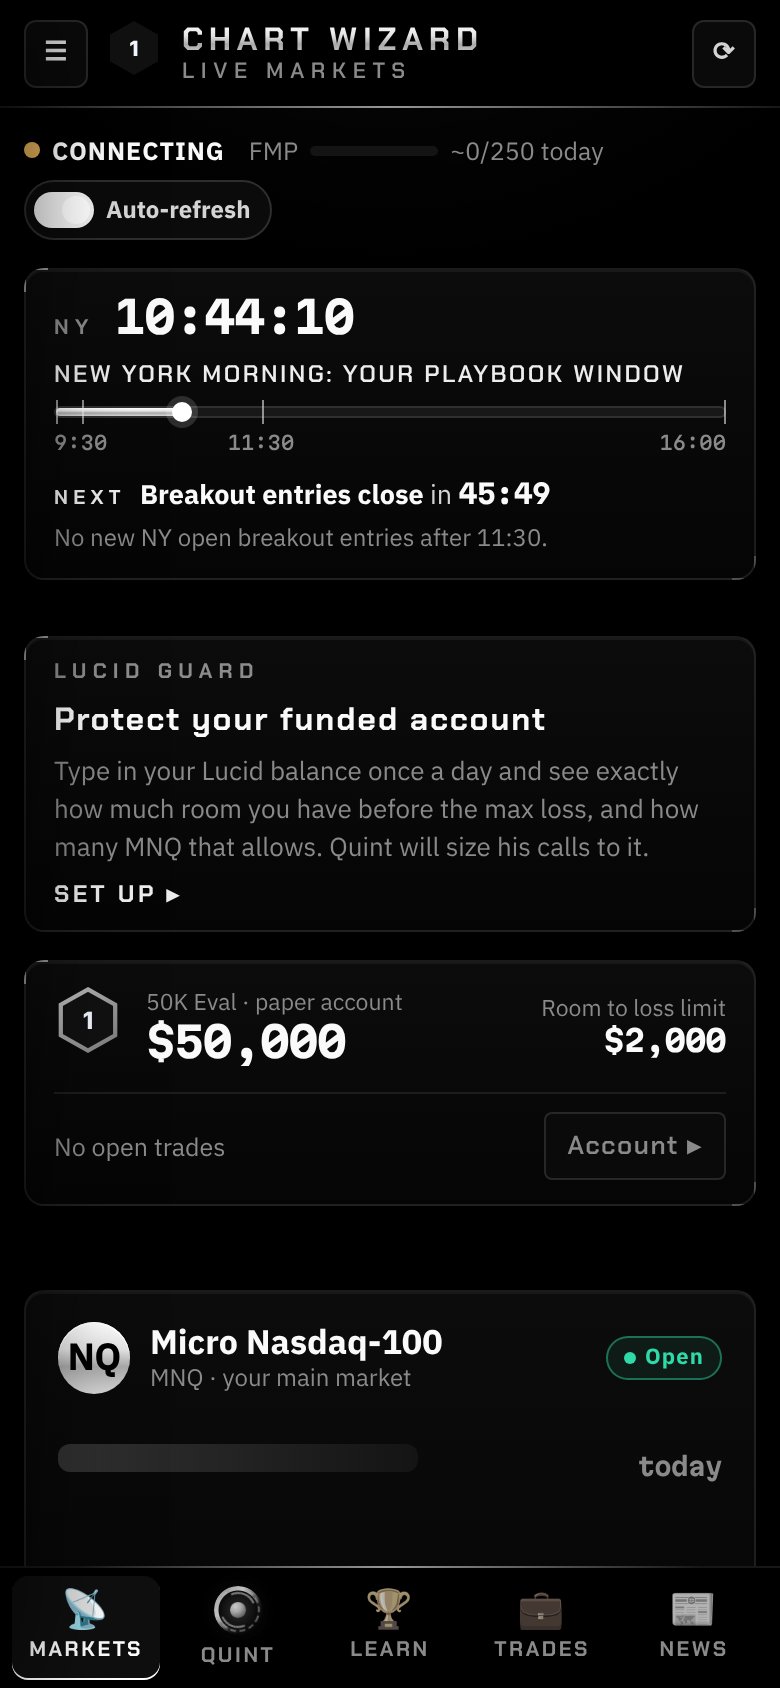 ☰ 1 CHART WIZARD ⟳
LIVE MARKETS
CONNECTING FMP ~0/250 today
Auto-refresh
NY 10:44:10
NEW YORK MORNING: YOUR PLAYBOOK WINDOW
9:30 11:30 16:00
NEXT Breakout entries close in 45:49
No new NY open breakout entries after 11:30.
LUCID GUARD
Protect your funded account
Type in your Lucid balance once a day and see exactly
how much room you have before the max loss, and how
many MNQ that allows. Quint will size his calls to it.
SET UP ▸
1 50K Eval · paper account Room to loss limit
$50,000 $2,000
No open trades Account ▸
NQ Micro Nasdaq-100 Open
MNQ · your main market
today
MARKETS QUINT LEARN TRADES NEWS